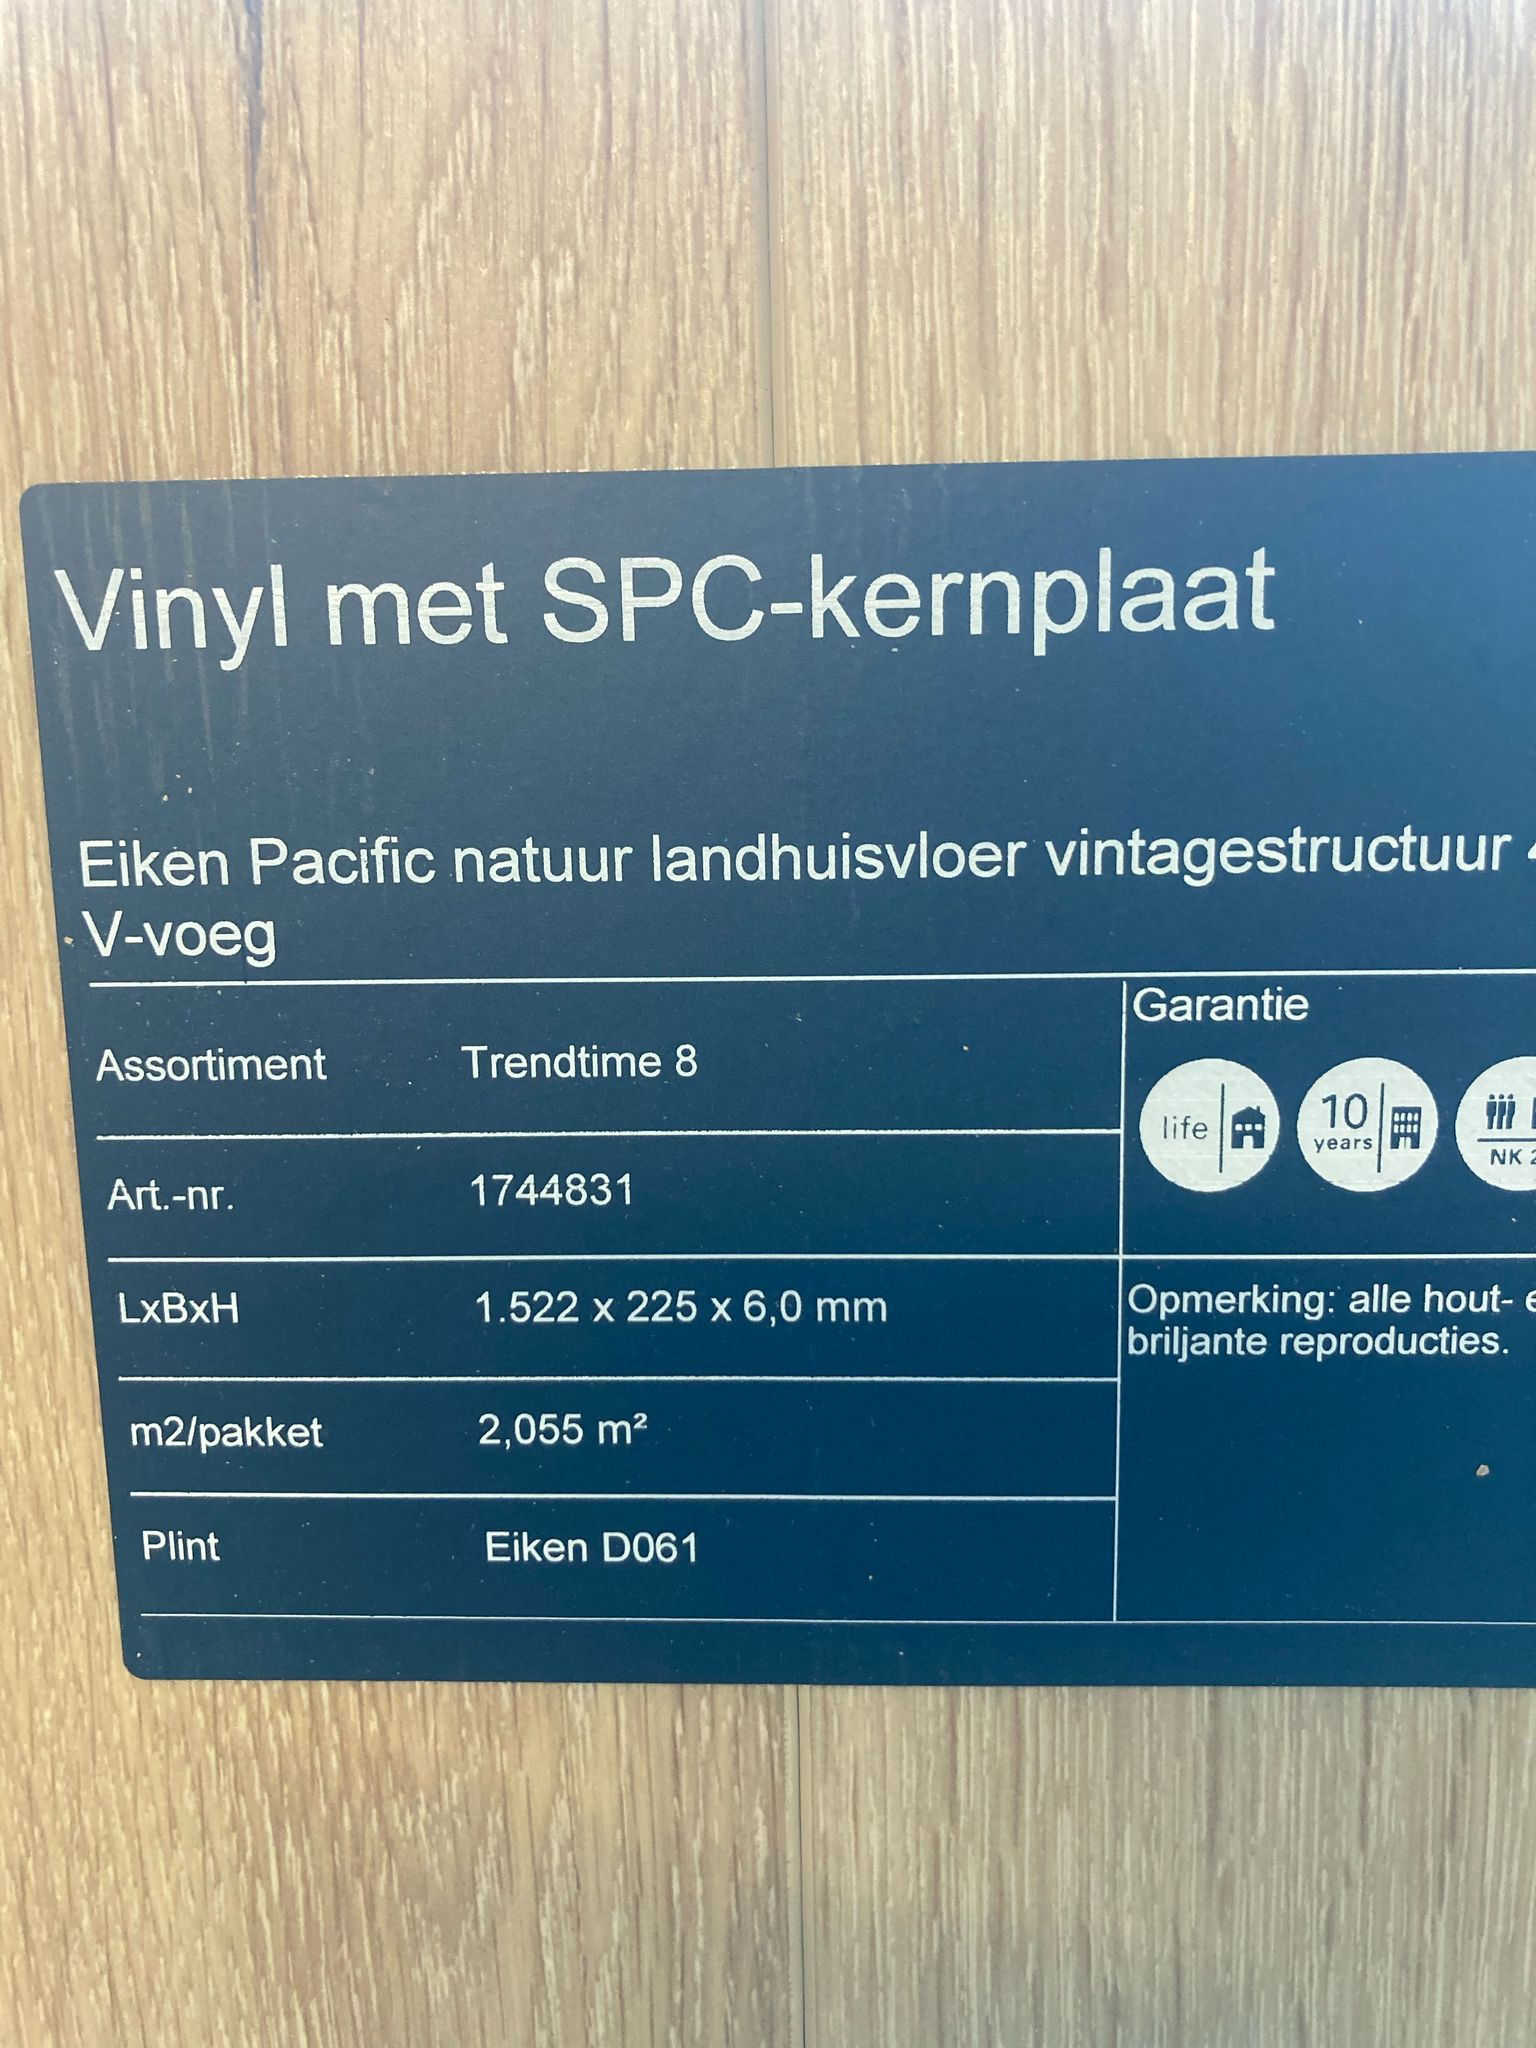 Vinyl met SPC-kernplaat
Eiken Pacific natuur landhuisvloer vintagestructuur
V-voeg
Assortiment Trendtime 8
Art.-nr. 1744831
LxBxH 1.522 x 225 x 6,0 mm
m2/pakket 2,055 m²
Plint Eiken D061
Garantie
life
10
years
NK
Opmerking: alle hout-
briljante reproducties.